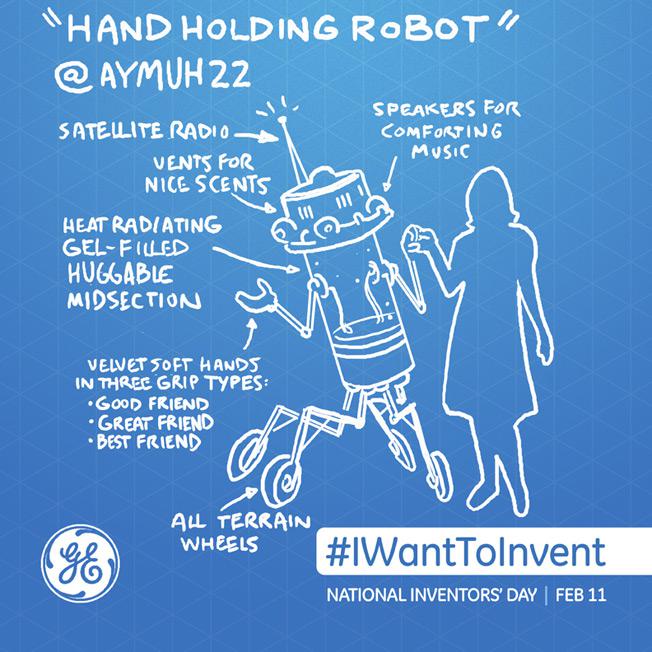 "HAND HOLDING ROBOT"
@AYMUH22
SATELLITE RADIO
SPEAKERS FOR
COMFORTING
MUSIC
VENTS FOR
NICE SCENTS
HEAT RADIATING
GEL-FILLED
HUGGABLE
MIDSECTION
VELVET SOFT HANDS
IN THREE GRIP TYPES:
•GOOD FRIEND
•GREAT FRIEND
•BEST FRIEND
ALL TERRAIN
WHEELS
GE
#IWantToInvent
NATIONAL INVENTORS' DAY | FEB 11